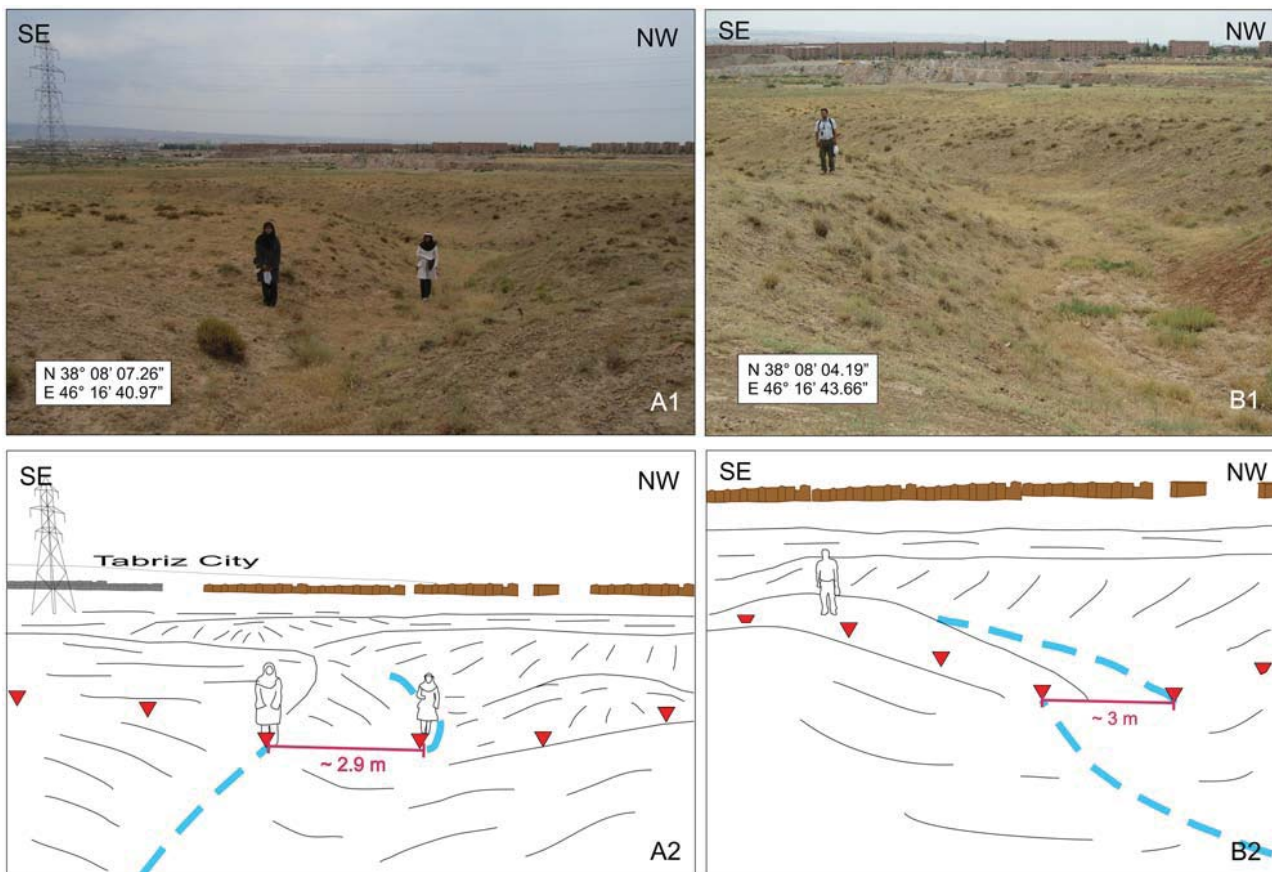 SE
NW
N 38° 08’ 07.26”
E 46° 16’ 40.97”
A1
SE
NW
N 38° 08’ 04.19”
E 46° 16’ 43.66”
B1
SE
NW
Tabriz City
~ 2.9 m
A2
SE
NW
~ 3 m
B2